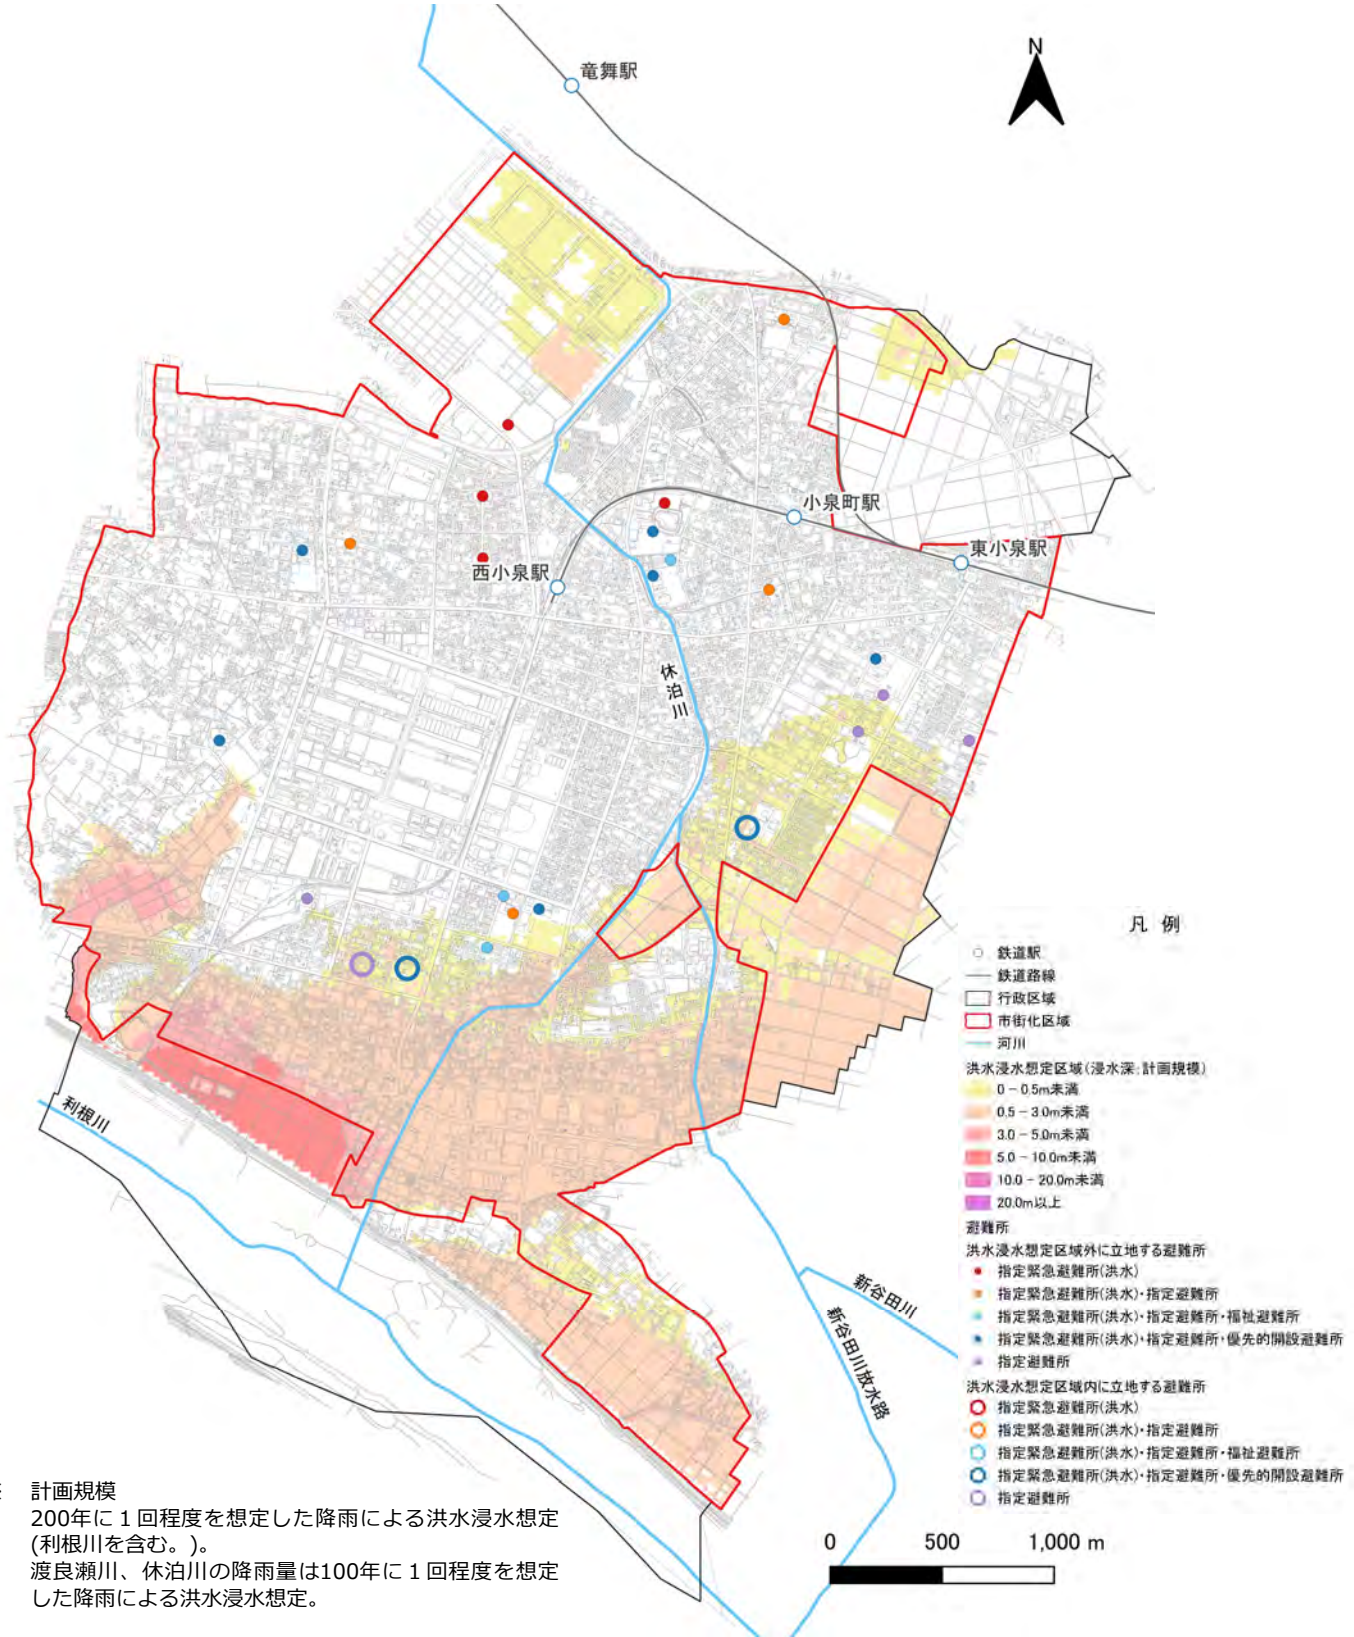 N
竜舞駅
小泉町駅
東小泉駅
西小泉駅
休泊川
利根川
新谷田川
新谷田川放水路
凡 例
鉄道駅
鉄道路線
行政区域
市街化区域
河川
洪水浸水想定区域(浸水深:計画規模)
0 - 0.5m未満
0.5 - 3.0m未満
3.0 - 5.0m未満
5.0 - 10.0m未満
10.0 - 20.0m未満
20.0m以上
避難所
洪水浸水想定区域外に立地する避難所
指定緊急避難所(洪水)
指定緊急避難所(洪水)・指定避難所
指定緊急避難所(洪水)・指定避難所・福祉避難所
指定緊急避難所(洪水)・指定避難所・優先的開設避難所
指定避難所
洪水浸水想定区域内に立地する避難所
指定緊急避難所(洪水)
指定緊急避難所(洪水)・指定避難所
指定緊急避難所(洪水)・指定避難所・福祉避難所
指定緊急避難所(洪水)・指定避難所・優先的開設避難所
指定避難所
0 500 1,000 m
計画規模
200年に１回程度を想定した降雨による洪水浸水想定
(利根川を含む。)。
渡良瀬川、休泊川の降雨量は100年に１回程度を想定
した降雨による洪水浸水想定。